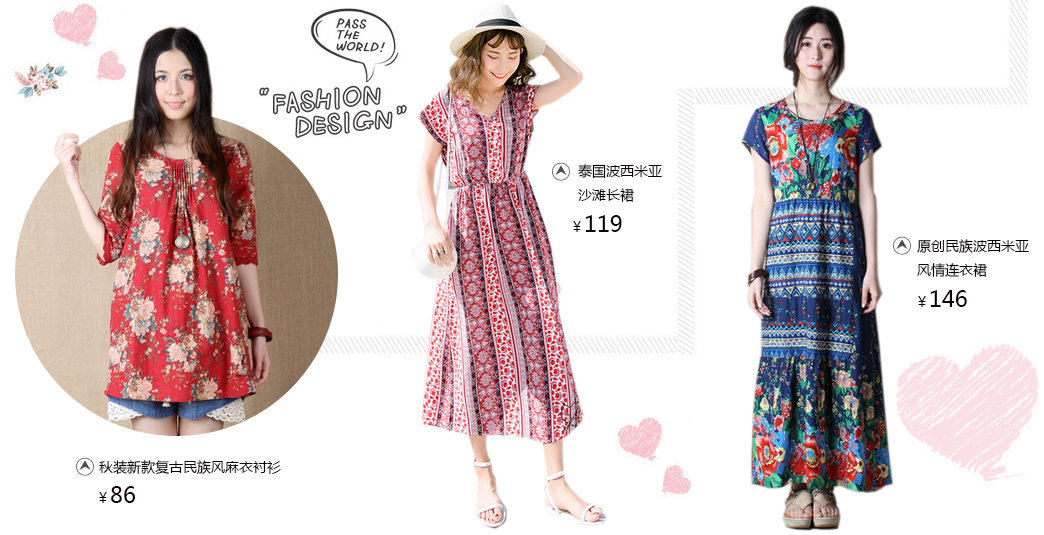 PASS
THE
WORLD!
"FASHION
DESIGN"
泰国波西米亚
沙滩长裙
¥119
原创民族波西米亚
风情连衣裙
¥146
秋装新款复古民族风麻衣衬衫
¥86